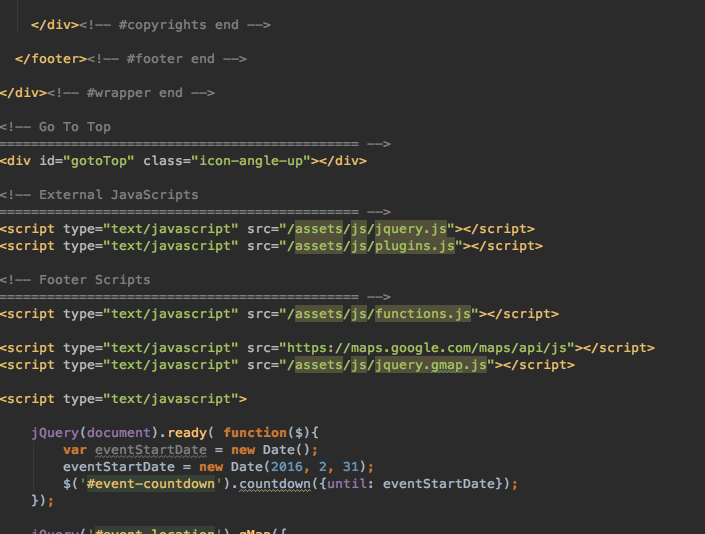 </div><!-- #copyrights end -->
</footer><!-- #footer end -->
</div><!-- #wrapper end -->
<!-- Go To Top
============================================= -->
<div id="gotoTop" class="icon-angle-up"></div>
<!-- External JavaScripts
============================================= -->
<script type="text/javascript" src="/assets/js/jquery.js"></script>
<script type="text/javascript" src="/assets/js/plugins.js"></script>
<!-- Footer Scripts
============================================= -->
<script type="text/javascript" src="/assets/js/functions.js"></script>
<script type="text/javascript" src="https://maps.google.com/maps/api/js"></script>
<script type="text/javascript" src="/assets/js/jquery.gmap.js"></script>
<script type="text/javascript">
jQuery(document).ready( function($){
var eventStartDate = new Date();
eventStartDate = new Date(2016, 2, 31);
$('#event-countdown').countdown({until: eventStartDate});
});
jQuery('#event-location').gMap({